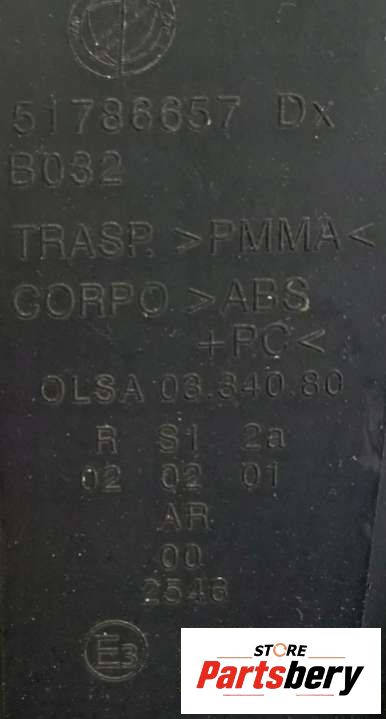 51786657 Dx
B032
TRASP. >PMMA<
CORPO >ABS
+PC<
OLSA 03.340.80
R S1 2a
02 02 01
AR
00
2546
E3
STORE
Partsbery